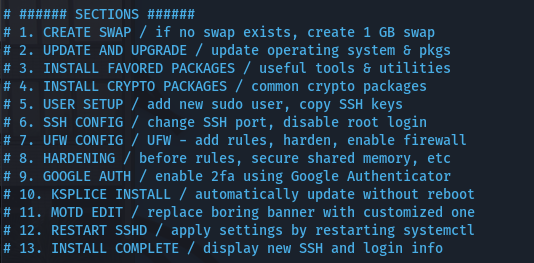 # ###### SECTIONS ######
# 1. CREATE SWAP / if no swap exists, create 1 GB swap
# 2. UPDATE AND UPGRADE / update operating system & pkgs
# 3. INSTALL FAVORED PACKAGES / useful tools & utilities
# 4. INSTALL CRYPTO PACKAGES / common crypto packages
# 5. USER SETUP / add new sudo user, copy SSH keys
# 6. SSH CONFIG / change SSH port, disable root login
# 7. UFW CONFIG / UFW - add rules, harden, enable firewall
# 8. HARDENING / before rules, secure shared memory, etc
# 9. GOOGLE AUTH / enable 2fa using Google Authenticator
# 10. KSPLICE INSTALL / automatically update without reboot
# 11. MOTD EDIT / replace boring banner with customized one
# 12. RESTART SSHD / apply settings by restarting systemctl
# 13. INSTALL COMPLETE / display new SSH and login info